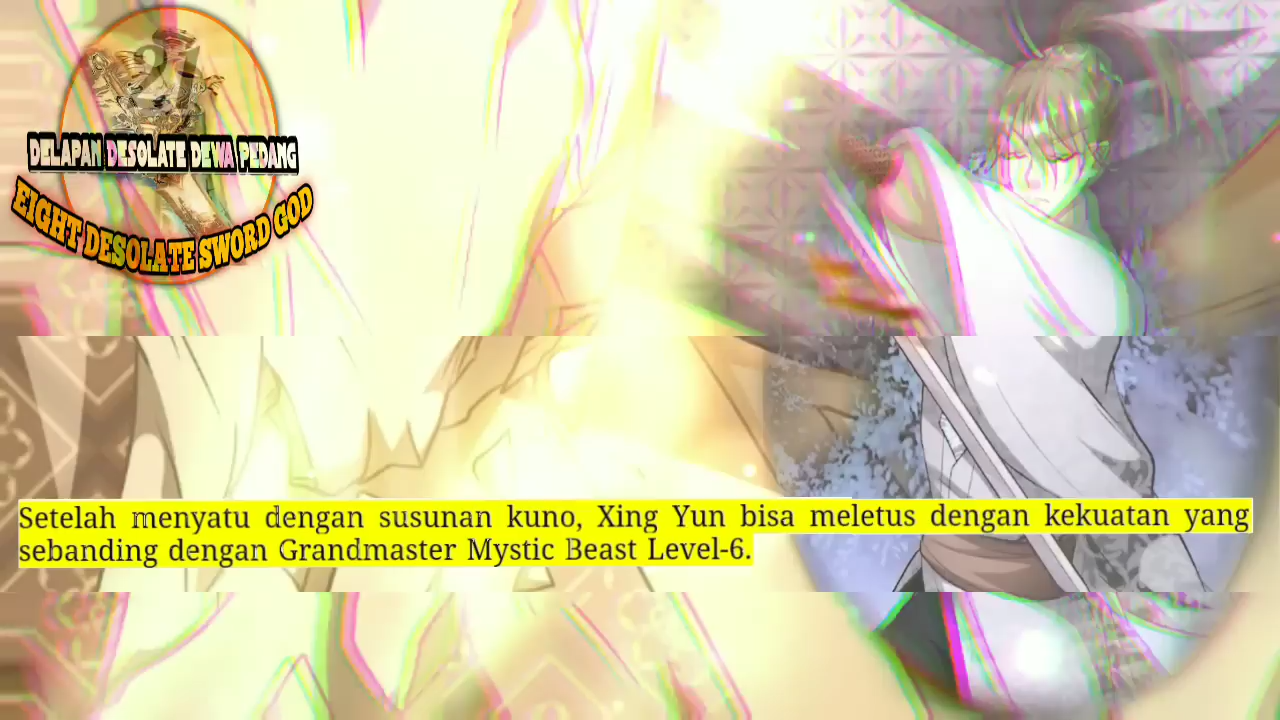 21
DELAPAN DESOLATE DEWA PEDANG
EIGHT DESOLATE SWORD GOD
Setelah menyatu dengan susunan kuno, Xing Yun bisa meletus dengan kekuatan yang
sebanding dengan Grandmaster Mystic Beast Level-6.